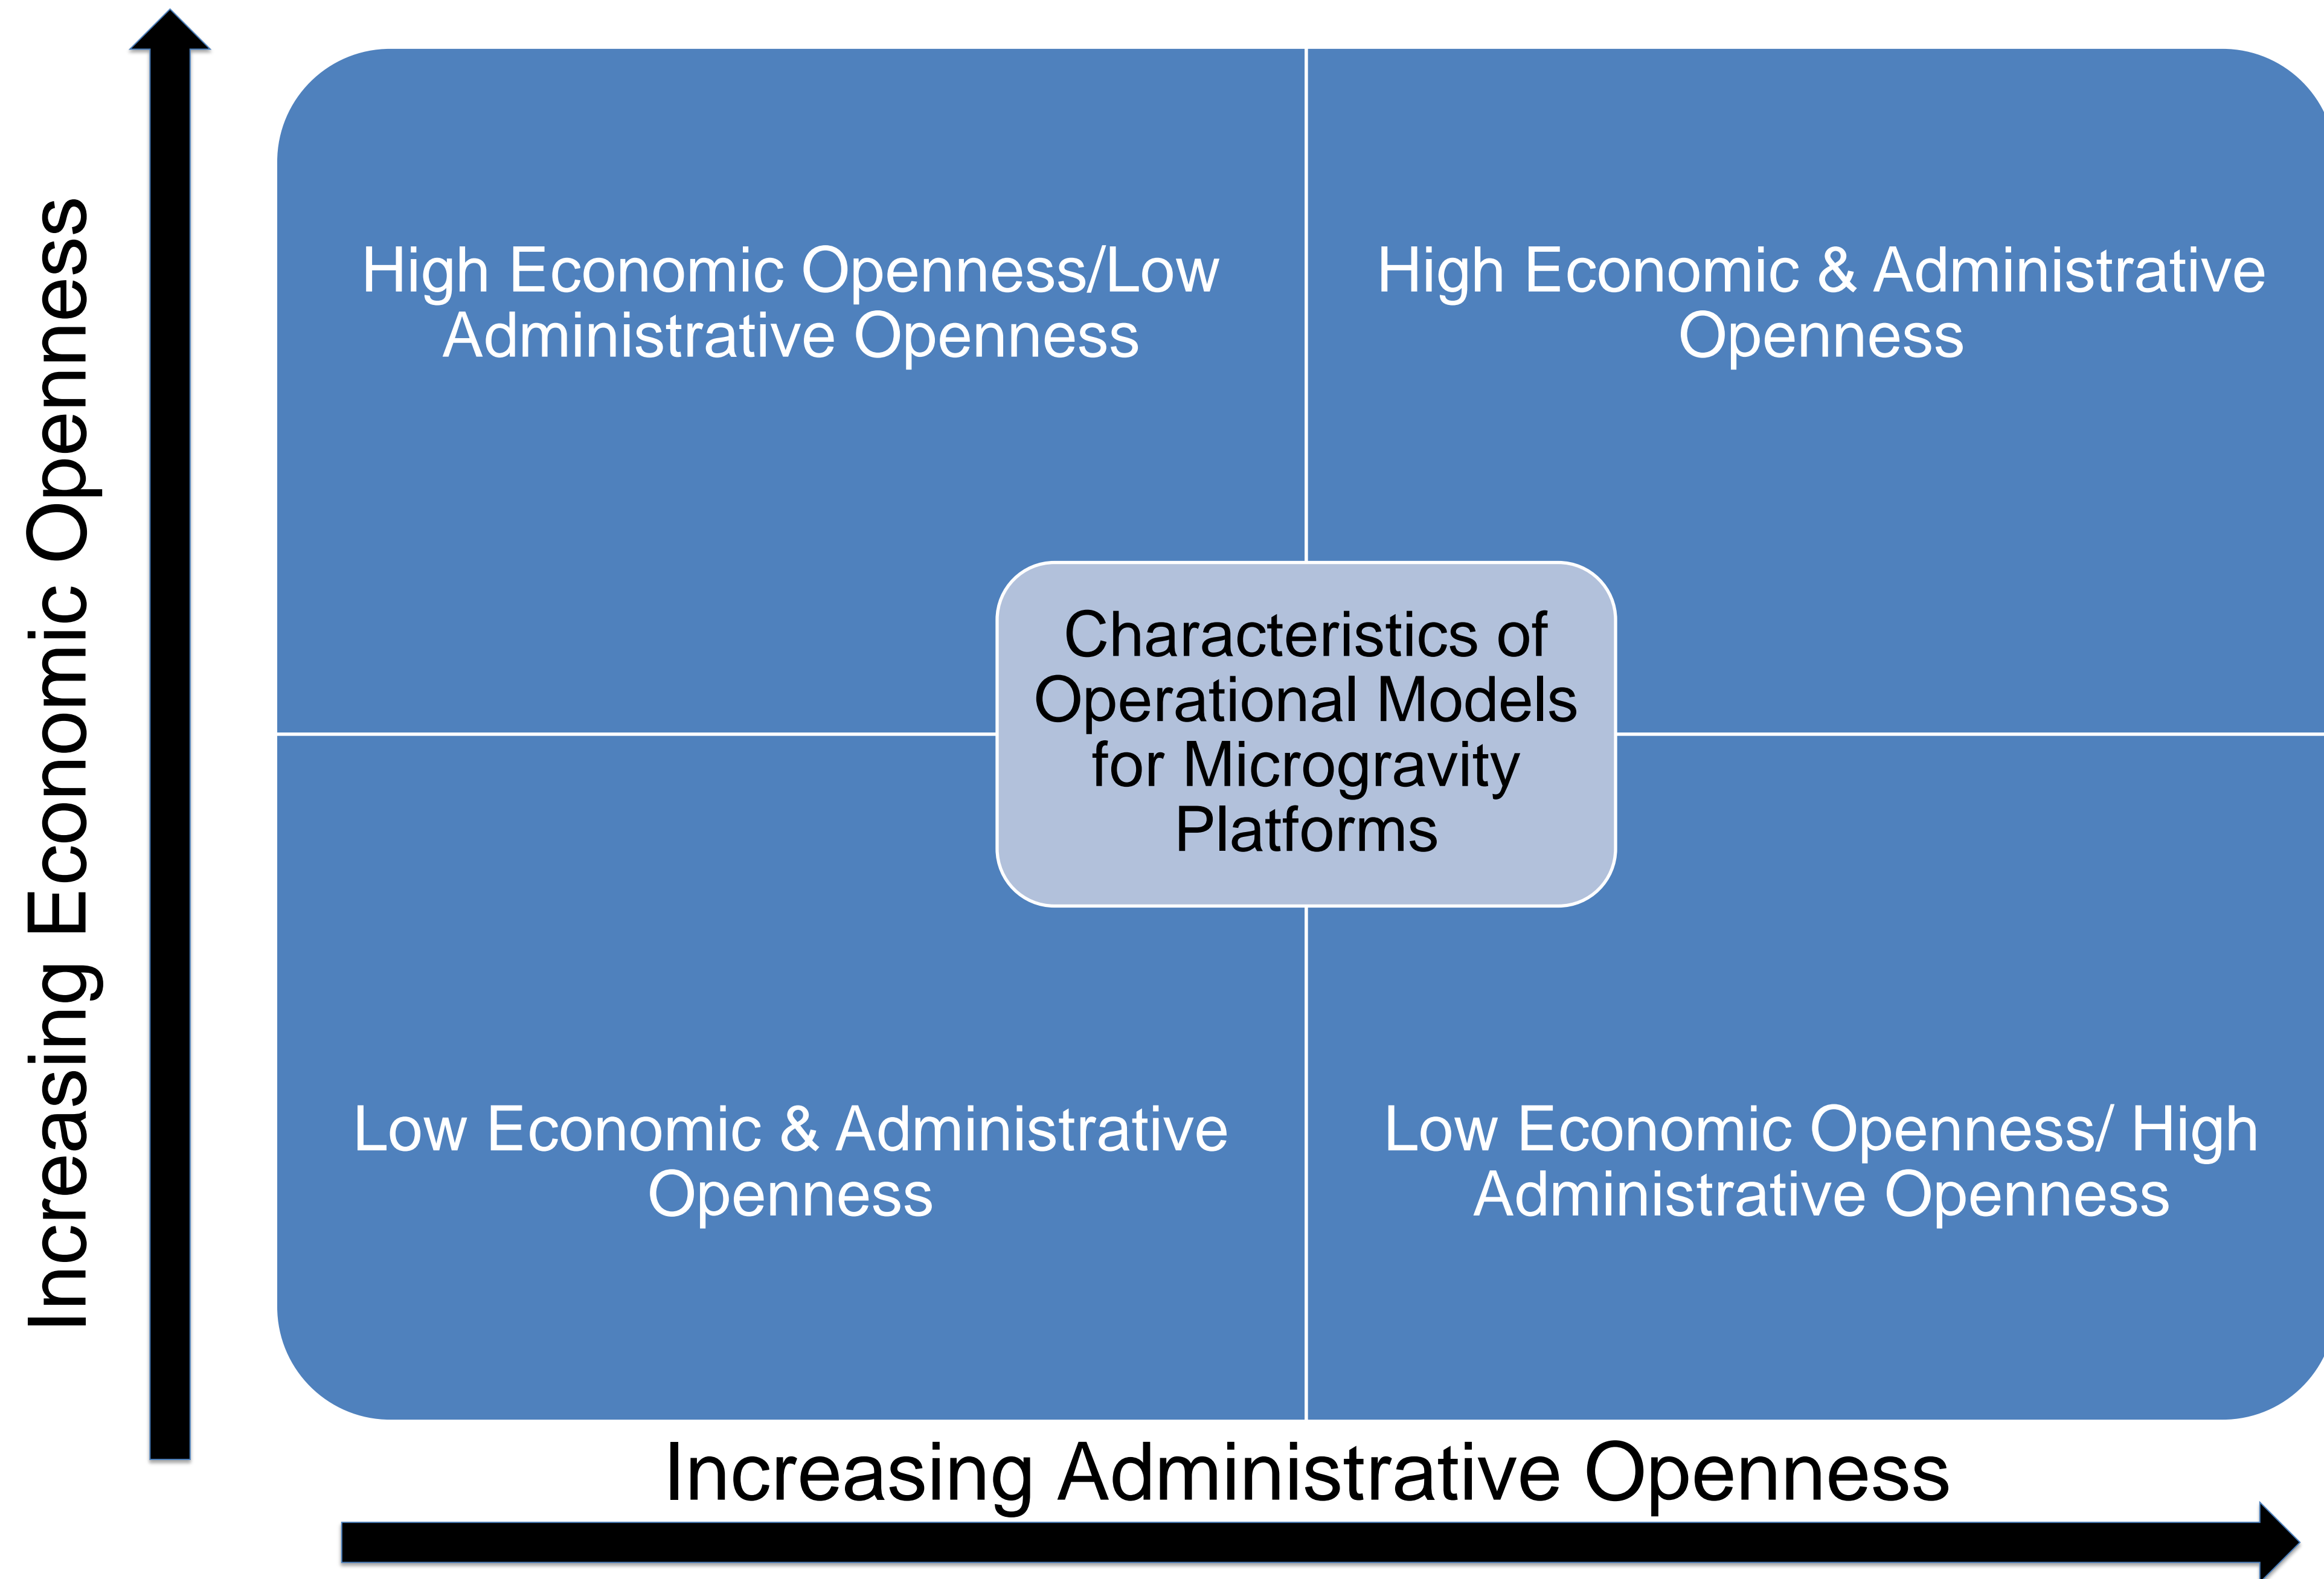 Increasing Economic Openness
High Economic Openness/Low
Administrative Openness
High Economic & Administrative
Openness
Characteristics of
Operational Models
for Microgravity
Platforms
Low Economic & Administrative
Openness
Low Economic Openness/ High
Administrative Openness
Increasing Administrative Openness